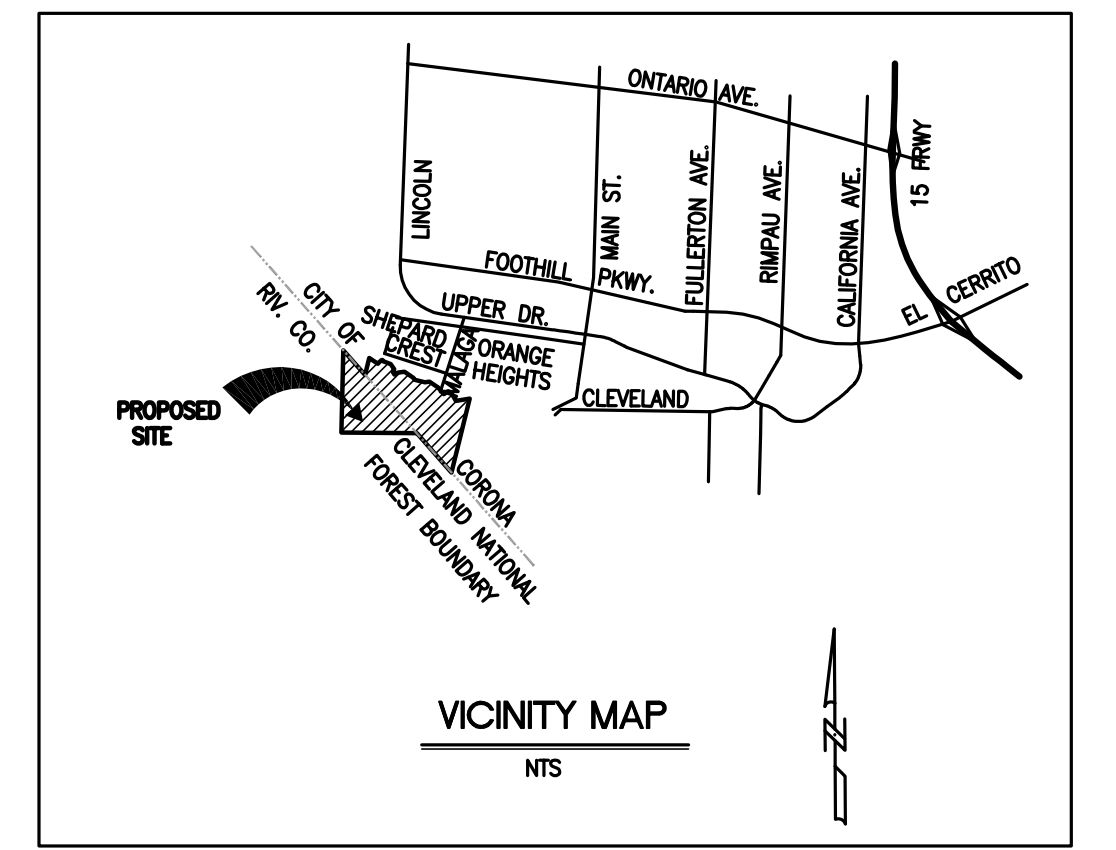 ONTARIO AVE.
LINCOLN
MAIN ST.
FULLERTON AVE.
RIMPAU AVE.
CALIFORNIA AVE.
15 FRWY
FOOTHILL PKWY.
EL CERRITO
UPPER DR.
CITY OF
RIV. CO.
SHEPARD
CREST
MALAGA
ORANGE
HEIGHTS
CLEVELAND
PROPOSED
SITE
CORONA
CLEVELAND NATIONAL
FOREST BOUNDARY
VICINITY MAP
NTS
N